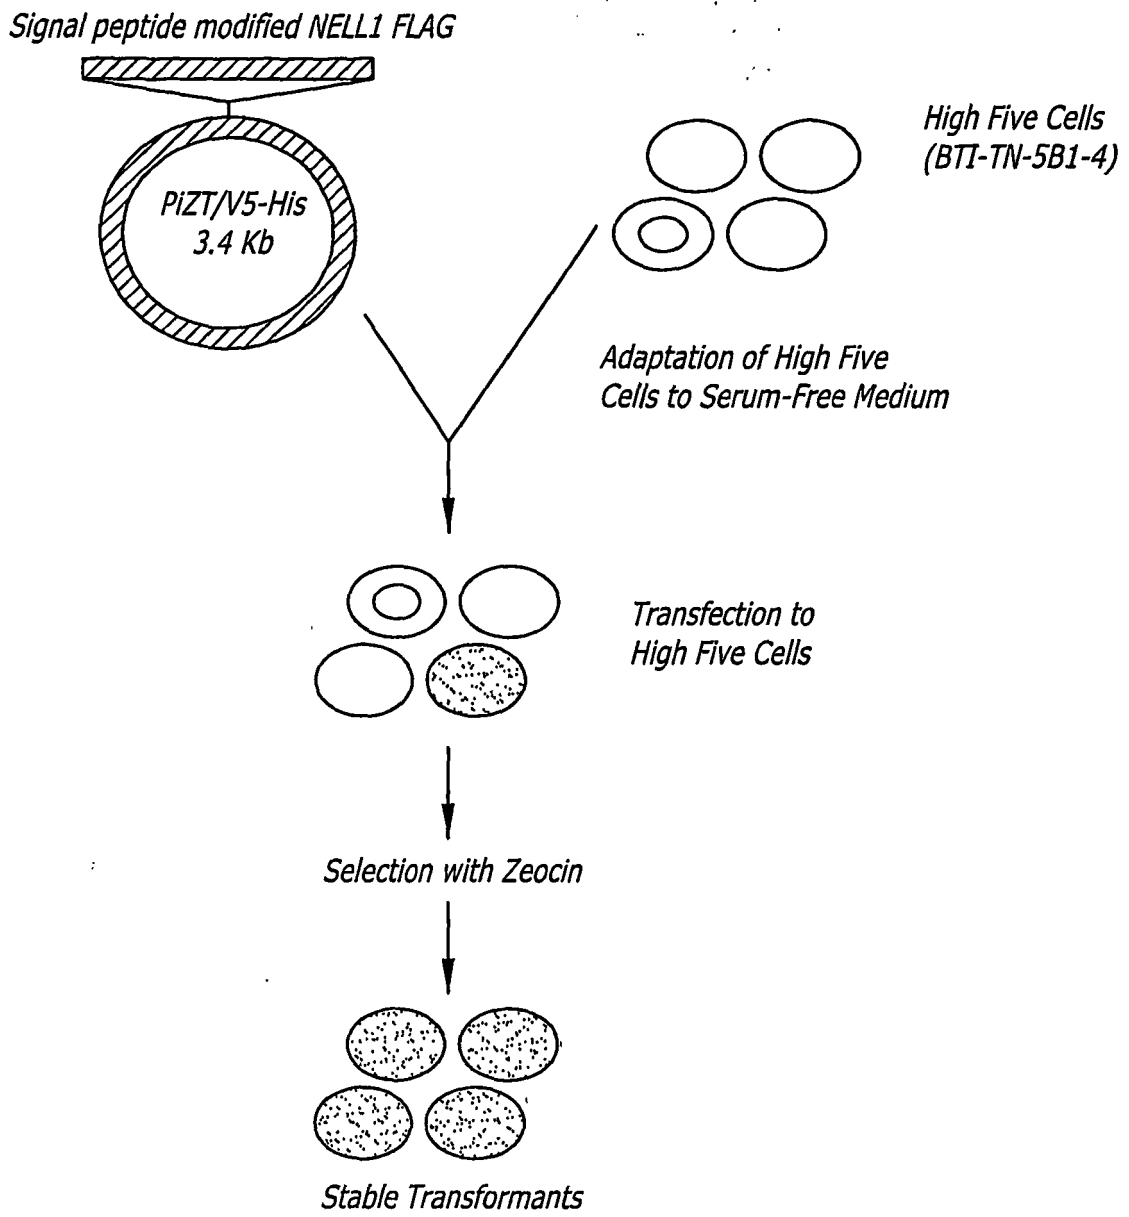 Signal peptide modified NELL1 FLAG
PiZT/V5-His
3.4 Kb
High Five Cells
(BTI-TN-5B1-4)
Adaptation of High Five
Cells to Serum-Free Medium
Transfection to
High Five Cells
Selection with Zeocin
Stable Transformants